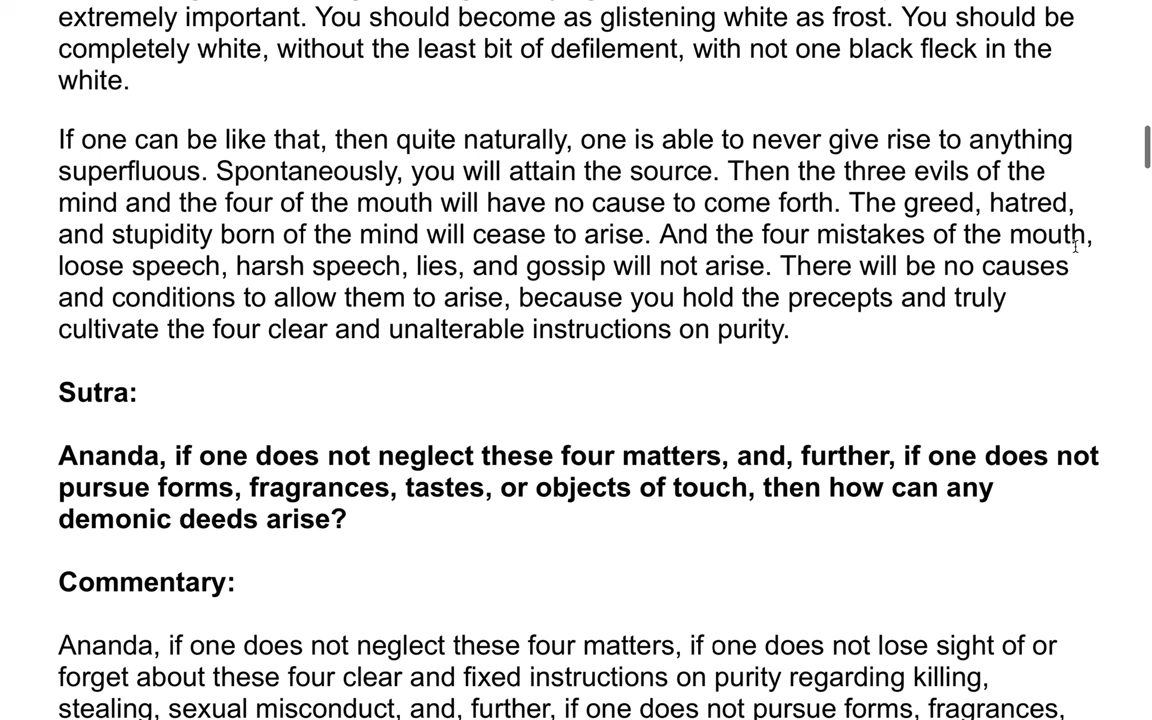 extremely important. You should become as glistening white as frost. You should be
completely white, without the least bit of defilement, with not one black fleck in the
white.
If one can be like that, then quite naturally, one is able to never give rise to anything
superfluous. Spontaneously, you will attain the source. Then the three evils of the
mind and the four of the mouth will have no cause to come forth. The greed, hatred,
and stupidity born of the mind will cease to arise. And the four mistakes of the mouth,
loose speech, harsh speech, lies, and gossip will not arise. There will be no causes
and conditions to allow them to arise, because you hold the precepts and truly
cultivate the four clear and unalterable instructions on purity.
Sutra:
Ananda, if one does not neglect these four matters, and, further, if one does not
pursue forms, fragrances, tastes, or objects of touch, then how can any
demonic deeds arise?
Commentary:
Ananda, if one does not neglect these four matters, if one does not lose sight of or
forget about these four clear and fixed instructions on purity regarding killing,
stealing, sexual misconduct, and, further, if one does not pursue forms, fragrances,